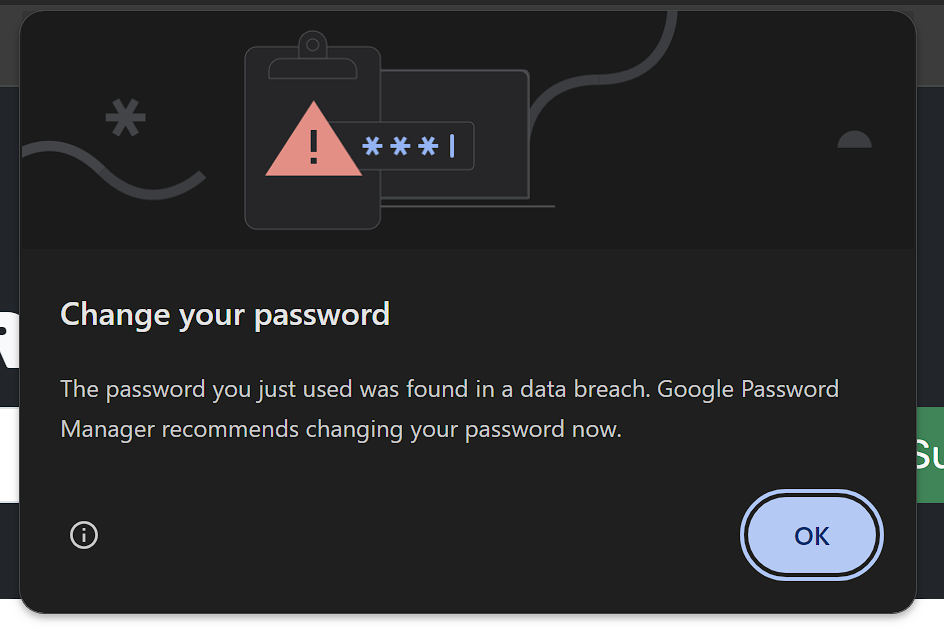 ***
Change your password
The password you just used was found in a data breach. Google Password
Manager recommends changing your password now.
OK